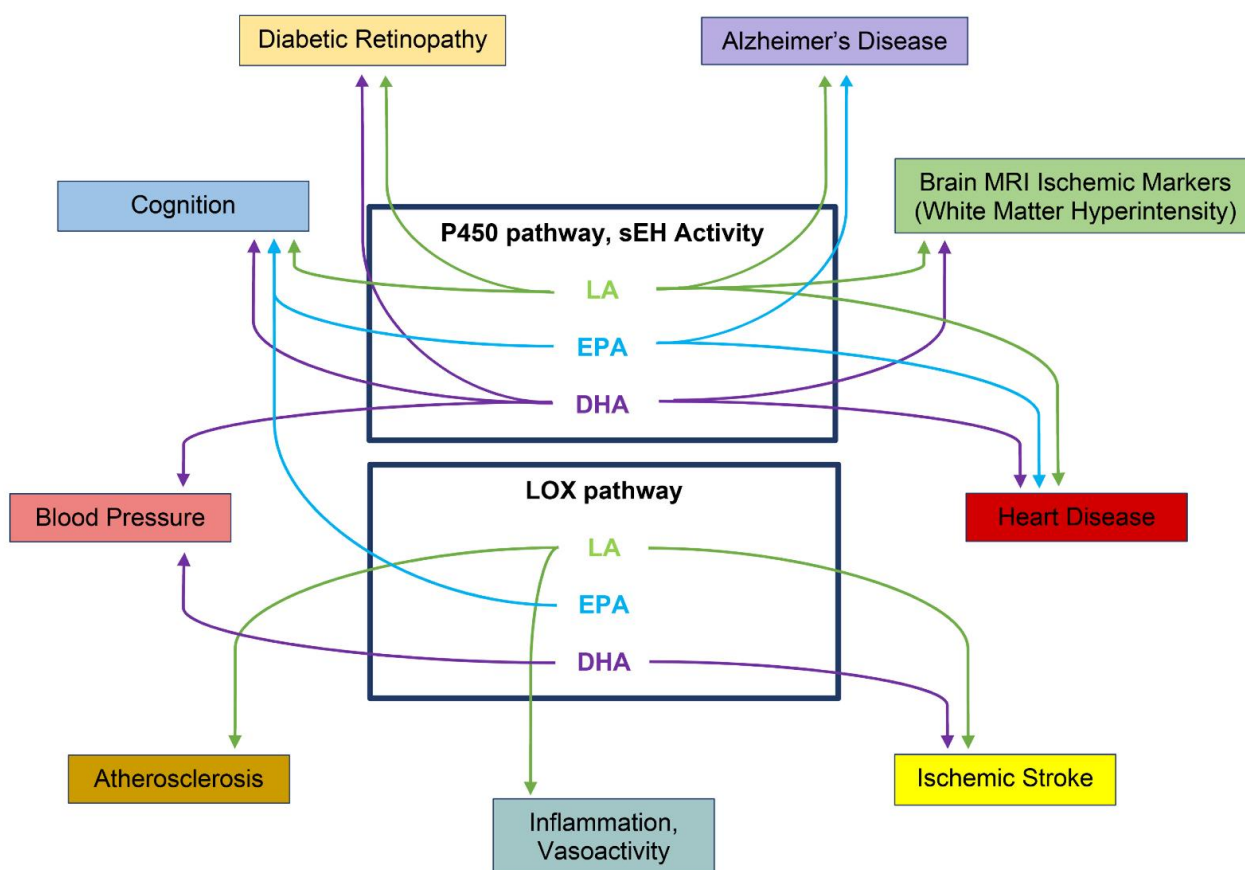 Diabetic Retinopathy
Alzheimer's Disease
Cognition
Brain MRI Ischemic Markers
(White Matter Hyperintensity)
P450 pathway, sEH Activity
LA
EPA
DHA
Blood Pressure
Heart Disease
LOX pathway
LA
EPA
DHA
Atherosclerosis
Ischemic Stroke
Inflammation,
Vasoactivity